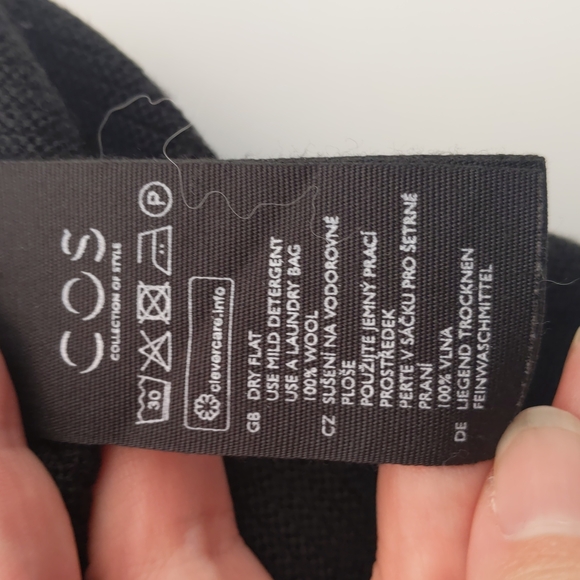 COS
COLLECTION OF STYLE
30 P
clevercare.info
GB DRY FLAT
USE MILD DETERGENT
USE A LAUNDRY BAG
100% WOOL
CZ SUŠENÍ NA VODOROVNÉ
PLOŠE
POUŽIJTE JEMNÝ PRACÍ
PROSTŘEDEK
PERTE V SÁČKU PRO ŠETRNÉ
PRANÍ
100% VLNA
DE LIEGEND TROCKNEN
FEINWASCHMITTEL